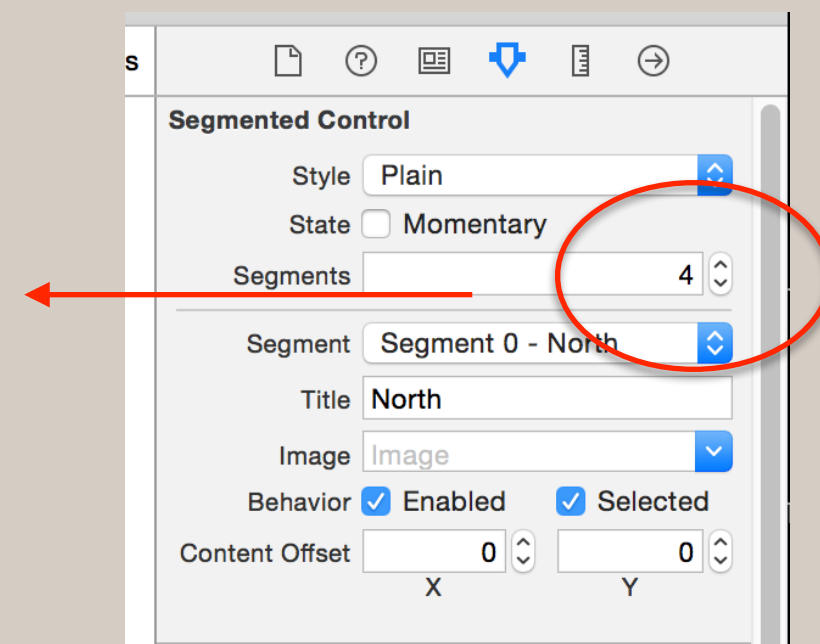 s
Segmented Control
Style Plain
State Momentary
Segments 4
Segment Segment 0 - North
Title North
Image Image
Behavior Enabled Selected
Content Offset 0 0
X Y